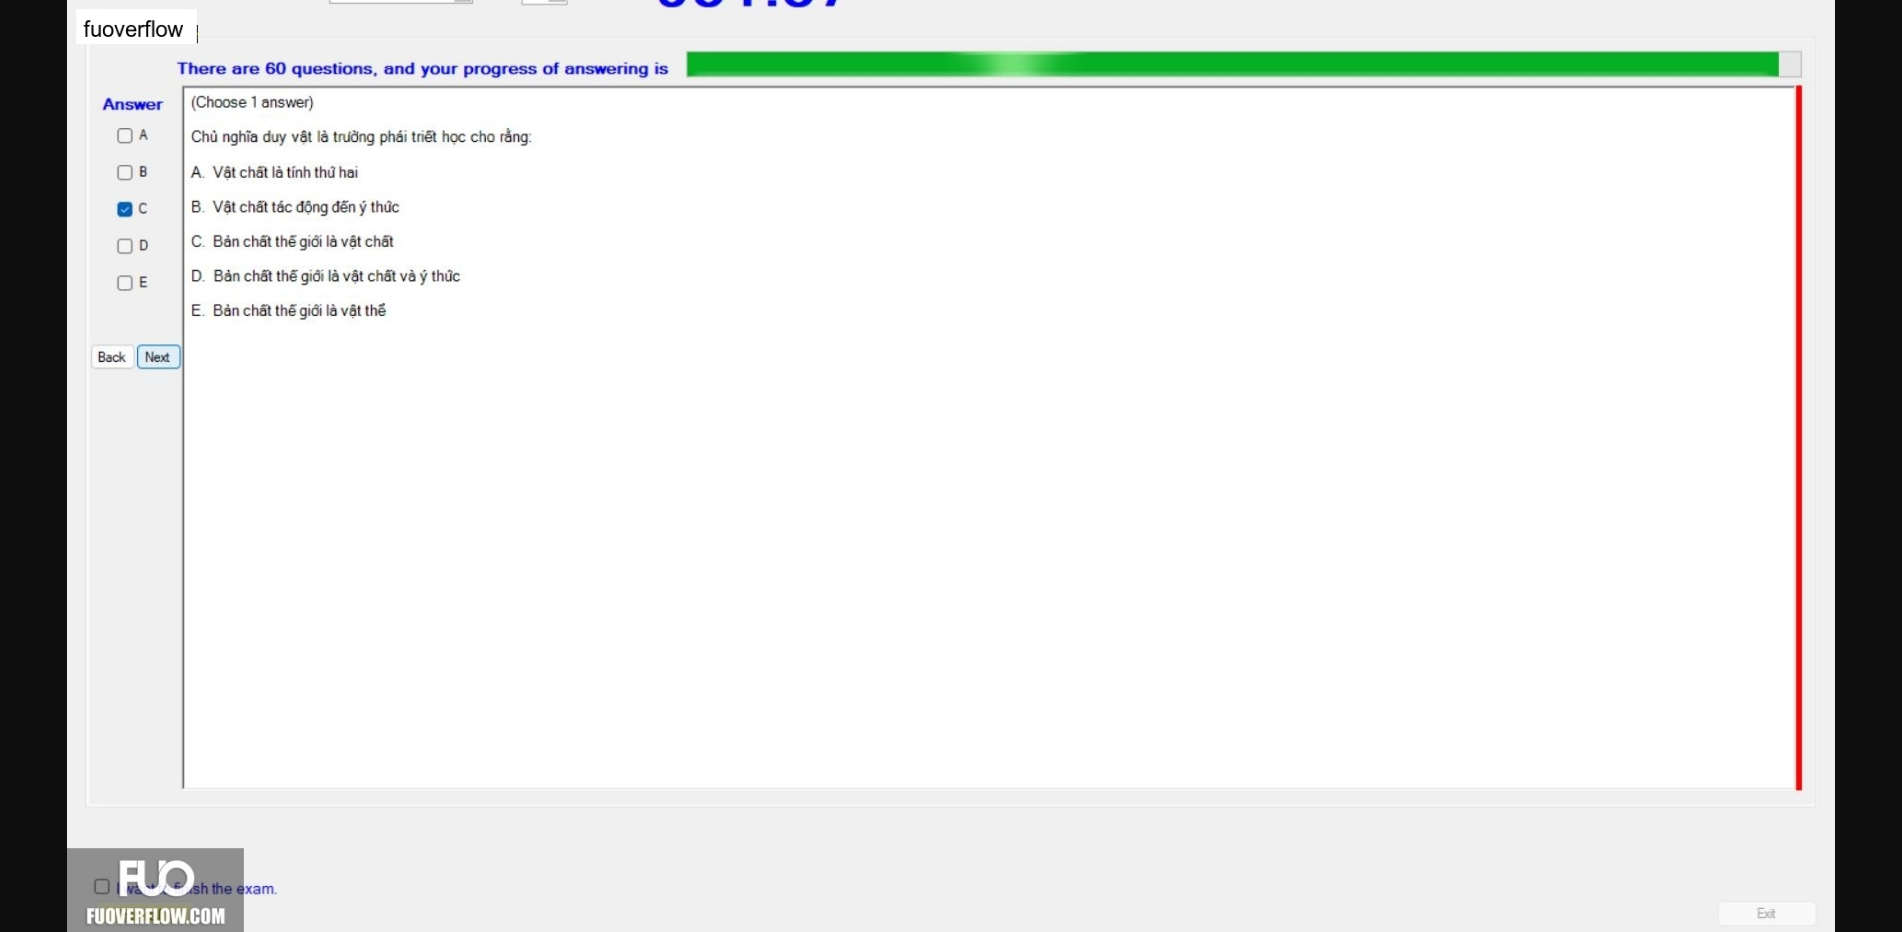 fuoverflow
There are 60 questions, and your progress of answering is
Answer
(Choose 1 answer)
A
Chủ nghĩa duy vật là trường phái triết học cho rằng:
B
A. Vật chất là tính thứ hai
C
B. Vật chất tác động đến ý thức
D
C. Bản chất thế giới là vật chất
E
D. Bản chất thế giới là vật chất và ý thức
E. Bản chất thế giới là vật thể
Back Next
FUO
the exam.
FUOVERFLOW.COM
Exit